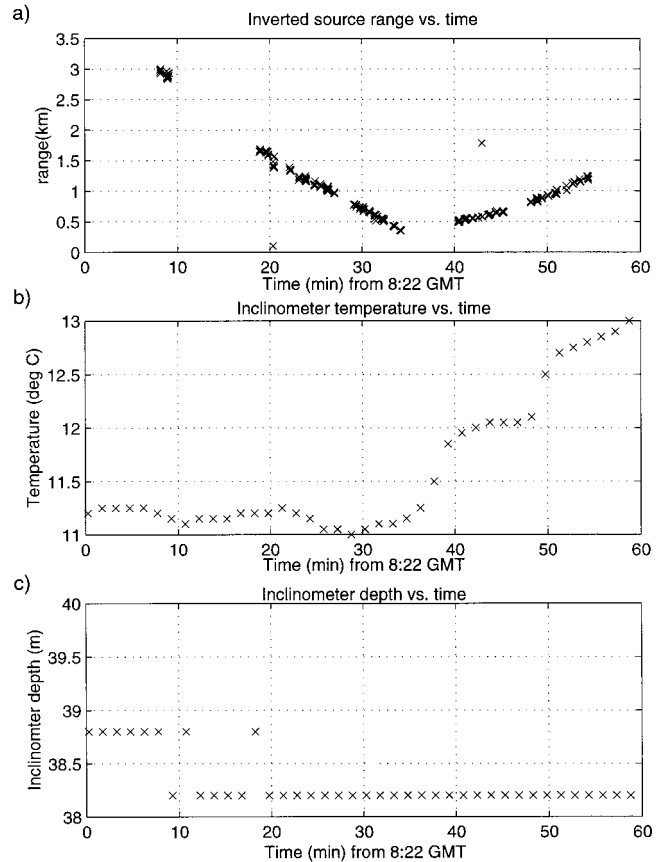 a)
Inverted source range vs. time
3.5
3
2.5
2
1.5
1
0.5
0
range(km)
0 10 20 30 40 50 60
Time (min) from 8:22 GMT
b)
Inclinometer temperature vs. time
13
12.5
12
11.5
11
Temperature (deg C)
0 10 20 30 40 50 60
Time (min) from 8:22 GMT
c)
Inclinometer depth vs. time
40
39.5
39
38.5
38
Inclinomter depth (m)
0 10 20 30 40 50 60
Time (min) from 8:22 GMT